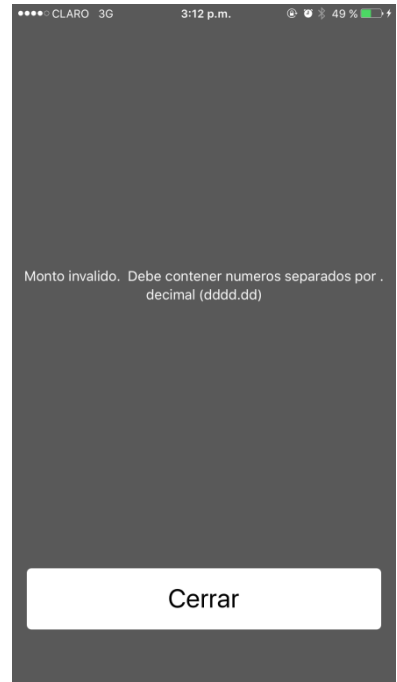 CLARO 3G 3:12 p.m. 49 %
Monto invalido. Debe contener numeros separados por .
decimal (dddd.dd)
Cerrar